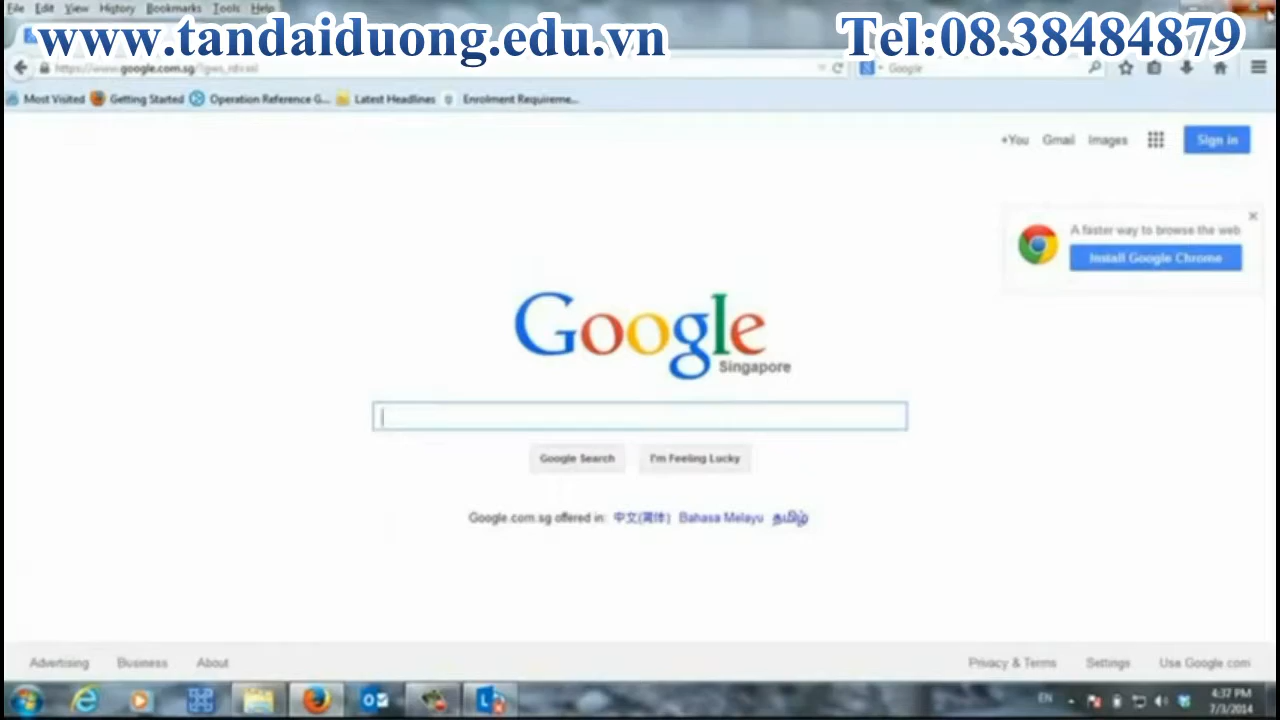 File Edit View History Bookmarks Tools Help
www.tandaiduong.edu.vn Tel:08.38484879
https://www.google.com.sg/?gws_rd=ssl Google
Most Visited Getting Started Operation Reference G... Latest Headlines Enrolment Requireme...
+You Gmail Images Sign in
A faster way to browse the web
Install Google Chrome
Google
Singapore
Google Search I'm Feeling Lucky
Google.com.sg offered in: 中文(简体) Bahasa Melayu தமிழ்
Advertising Business About Privacy & Terms Settings Use Google.com
EN 4:37 PM
7/3/2014